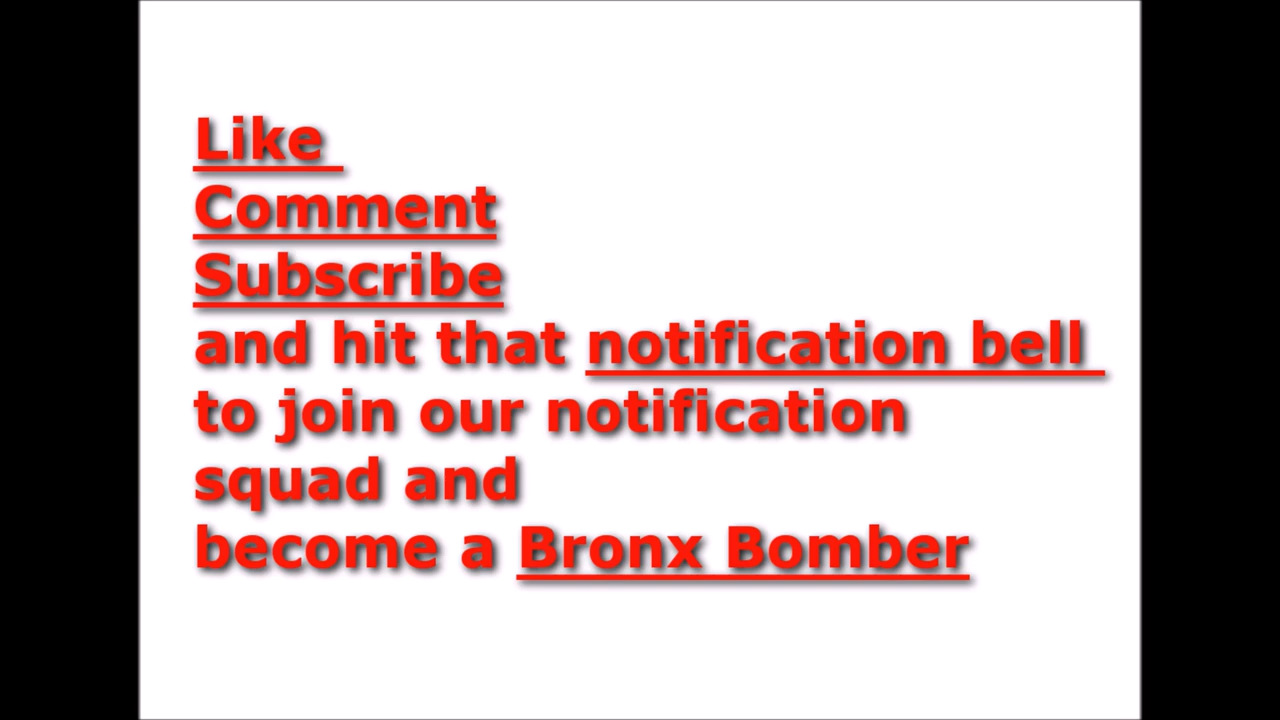 Like
Comment
Subscribe
and hit that notification bell
to join our notification
squad and
become a Bronx Bomber